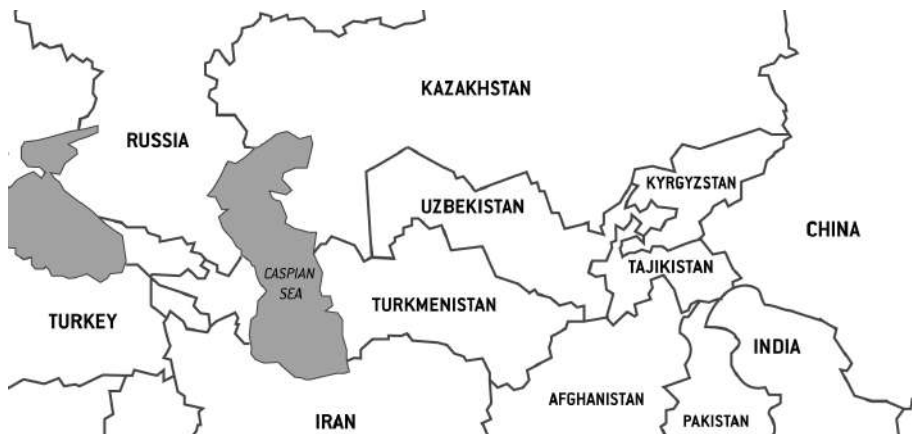 KAZAKHSTAN
RUSSIA
KYRGYZSTAN
UZBEKISTAN
CHINA
TAJIKISTAN
CASPIAN
SEA
TURKMENISTAN
TURKEY
INDIA
AFGHANISTAN
IRAN
PAKISTAN